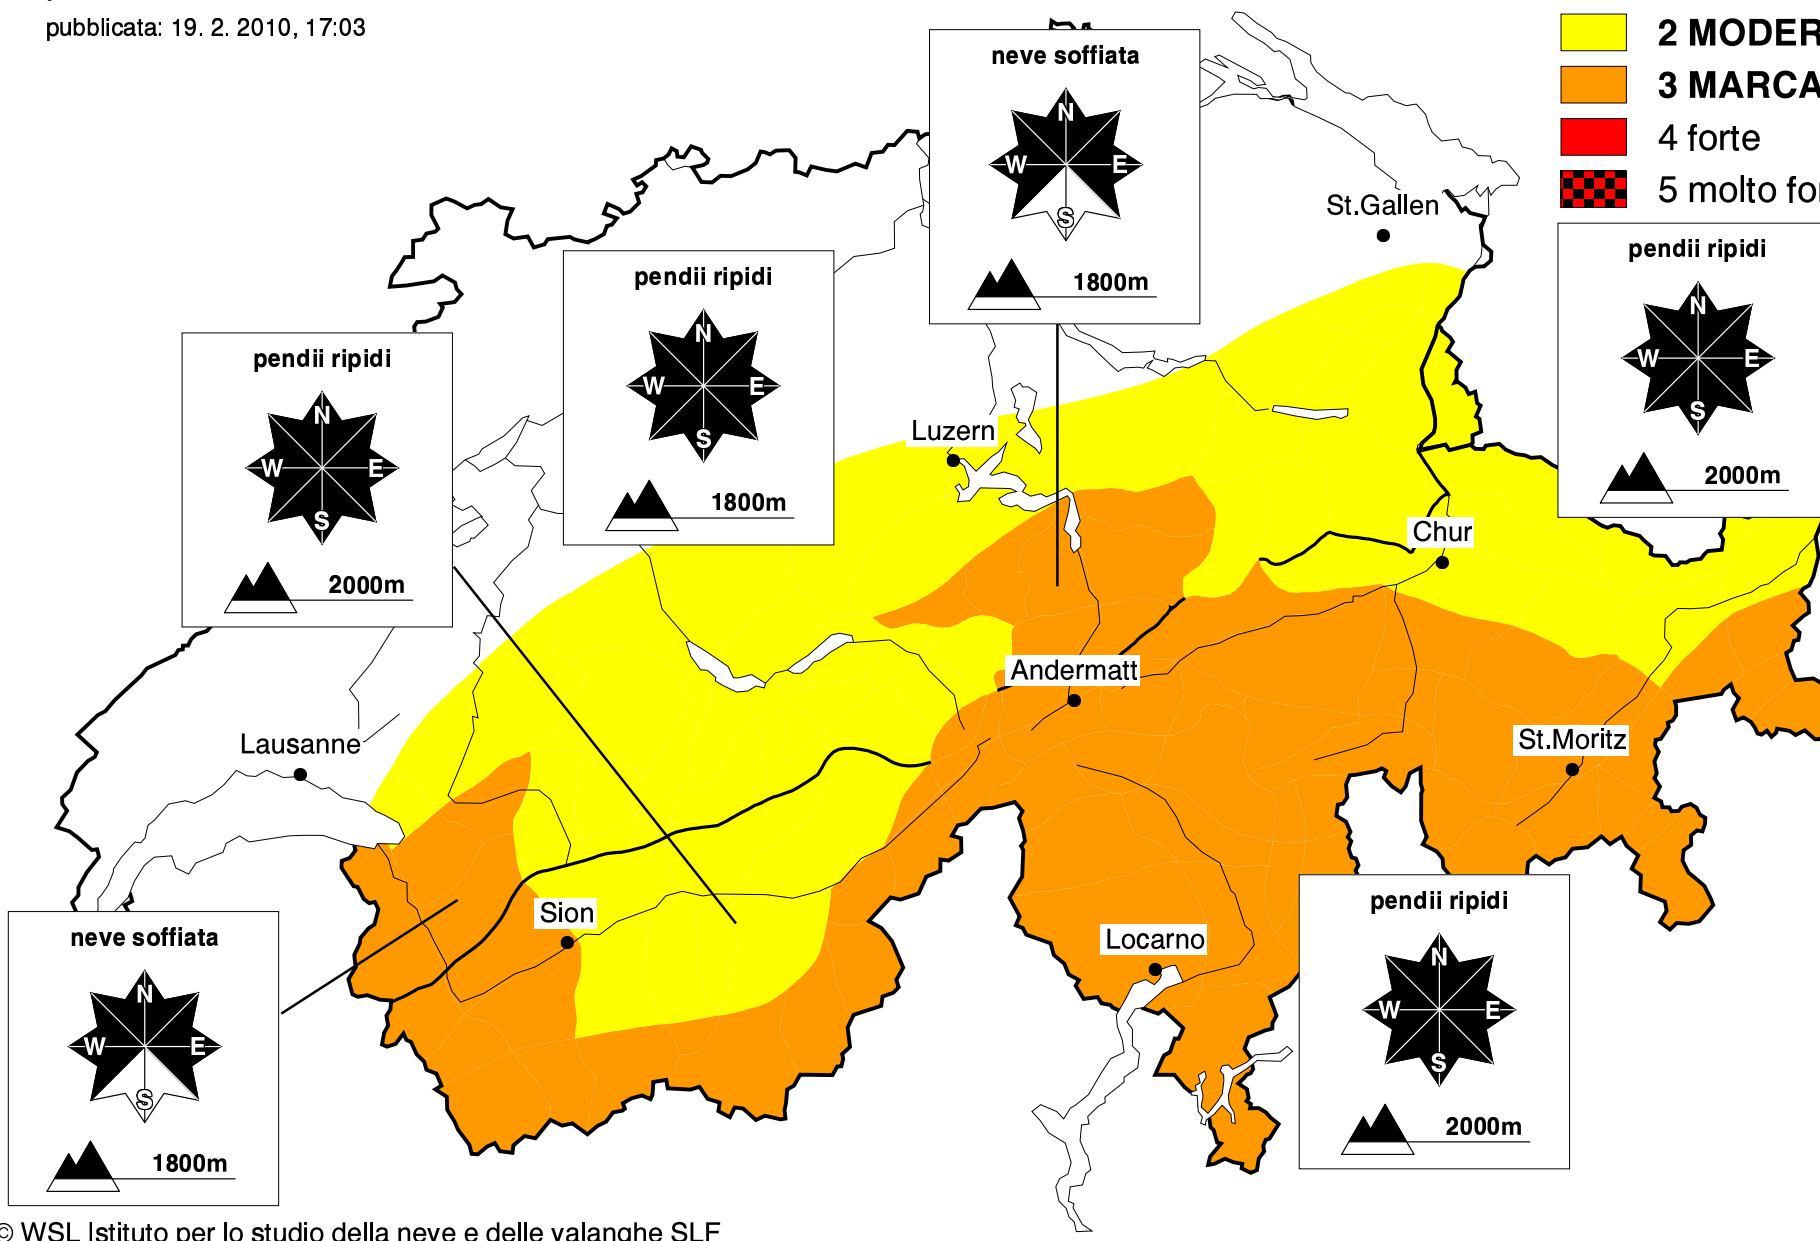 pubblicata: 19. 2. 2010, 17:03
2 MODER
3 MARCA
4 forte
5 molto for
neve soffiata
N
W E
S
1800m
St.Gallen
pendii ripidi
N
W E
S
2000m
pendii ripidi
N
W E
S
1800m
pendii ripidi
N
W E
S
2000m
Luzern
Chur
Andermatt
Lausanne
St.Moritz
Sion
Locarno
neve soffiata
N
W E
S
1800m
pendii ripidi
N
W E
S
2000m
© WSL Istituto per lo studio della neve e delle valanghe SLF